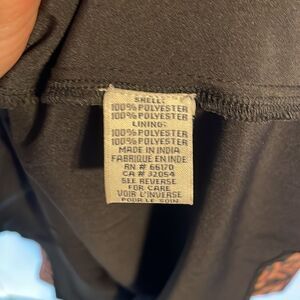 SHELL:
100% POLYESTER
100% POLYESTER
LINING:
100% POLYESTER
100% POLYESTER
MADE IN INDIA
FABRIQUE EN INDE
RN # 66170
CA # 32054
SEE REVERSE
FOR CARE
VOIR L'INVERSE
POUR LE SOIN